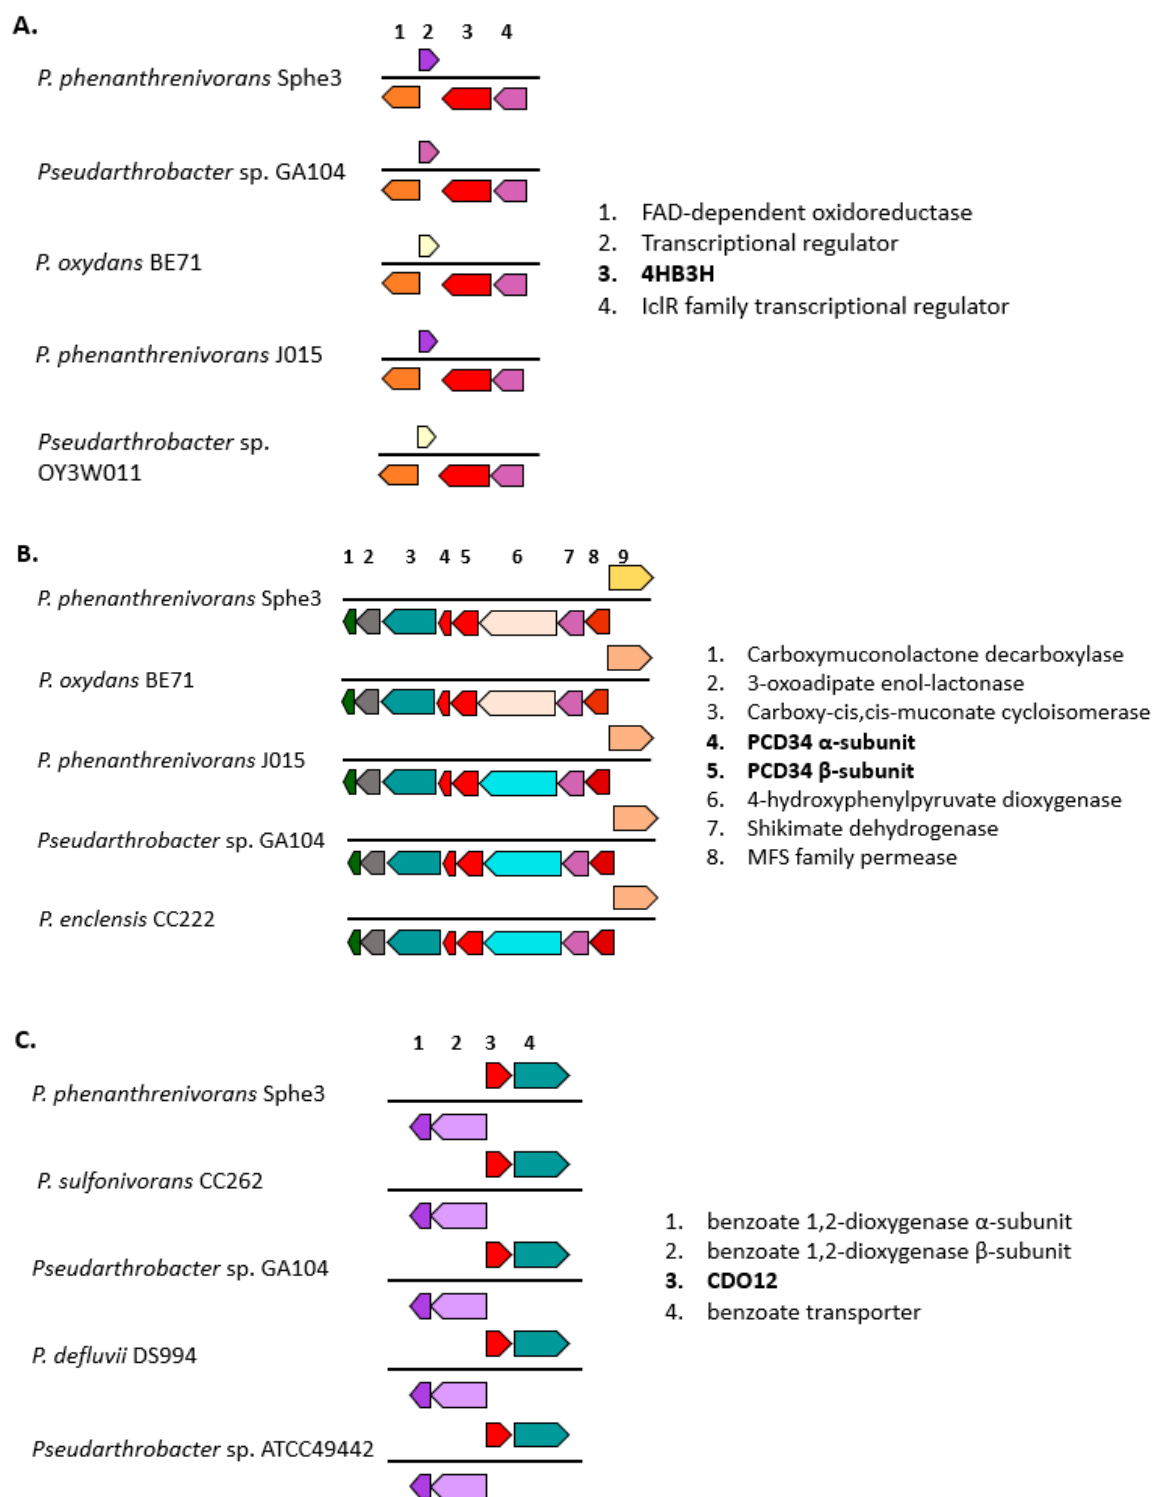 A.
1 2 3 4
P. phenanthrenivorans Sphe3
Pseudarthrobacter sp. GA104
P. oxydans BE71
P. phenanthrenivorans J015
Pseudarthrobacter sp.
OY3W011
1. FAD-dependent oxidoreductase
2. Transcriptional regulator
3. 4HB3H
4. IclR family transcriptional regulator
B.
1 2 3 4 5 6 7 8 9
P. phenanthrenivorans Sphe3
P. oxydans BE71
P. phenanthrenivorans J015
Pseudarthrobacter sp. GA104
P. enclensis CC222
1. Carboxymuconolactone decarboxylase
2. 3-oxoadipate enol-lactonase
3. Carboxy-cis,cis-muconate cycloisomerase
4. PCD34 α-subunit
5. PCD34 β-subunit
6. 4-hydroxyphenylpyruvate dioxygenase
7. Shikimate dehydrogenase
8. MFS family permease
C.
1 2 3 4
P. phenanthrenivorans Sphe3
P. sulfonivorans CC262
Pseudarthrobacter sp. GA104
P. defluvii DS994
Pseudarthrobacter sp. ATCC49442
1. benzoate 1,2-dioxygenase α-subunit
2. benzoate 1,2-dioxygenase β-subunit
3. CDO12
4. benzoate transporter